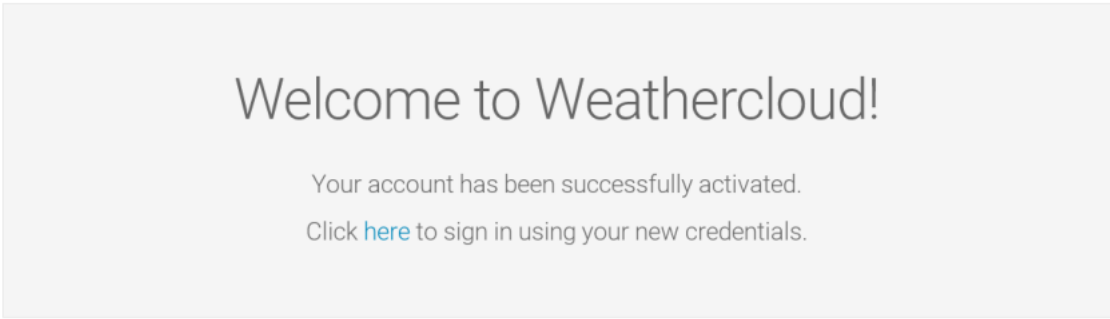 Welcome to Weathercloud!
Your account has been successfully activated.
Click here to sign in using your new credentials.